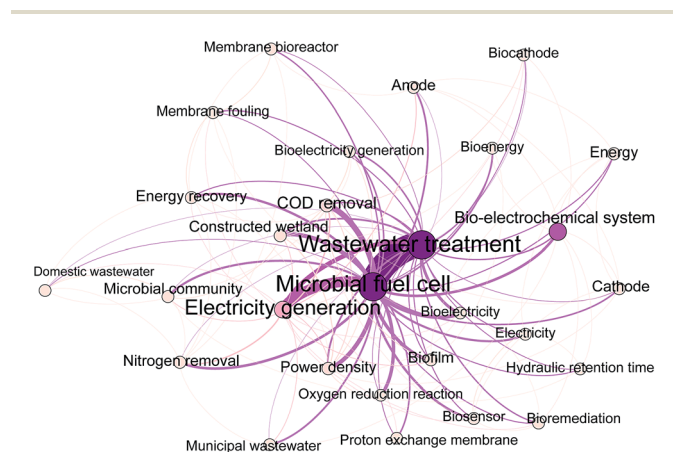 Membrane bioreactor
Biocathode
Anode
Membrane fouling
Bioelectricity generation
Bioenergy
Energy
Energy recovery
COD removal
Bio-electrochemical system
Constructed wetland
Wastewater treatment
Domestic wastewater
Microbial community
Microbial fuel cell
Cathode
Electricity generation
Bioelectricity
Electricity
Nitrogen removal
Power density
Biofilm
Hydraulic retention time
Oxygen reduction reaction
Biosensor
Bioremediation
Municipal wastewater
Proton exchange membrane